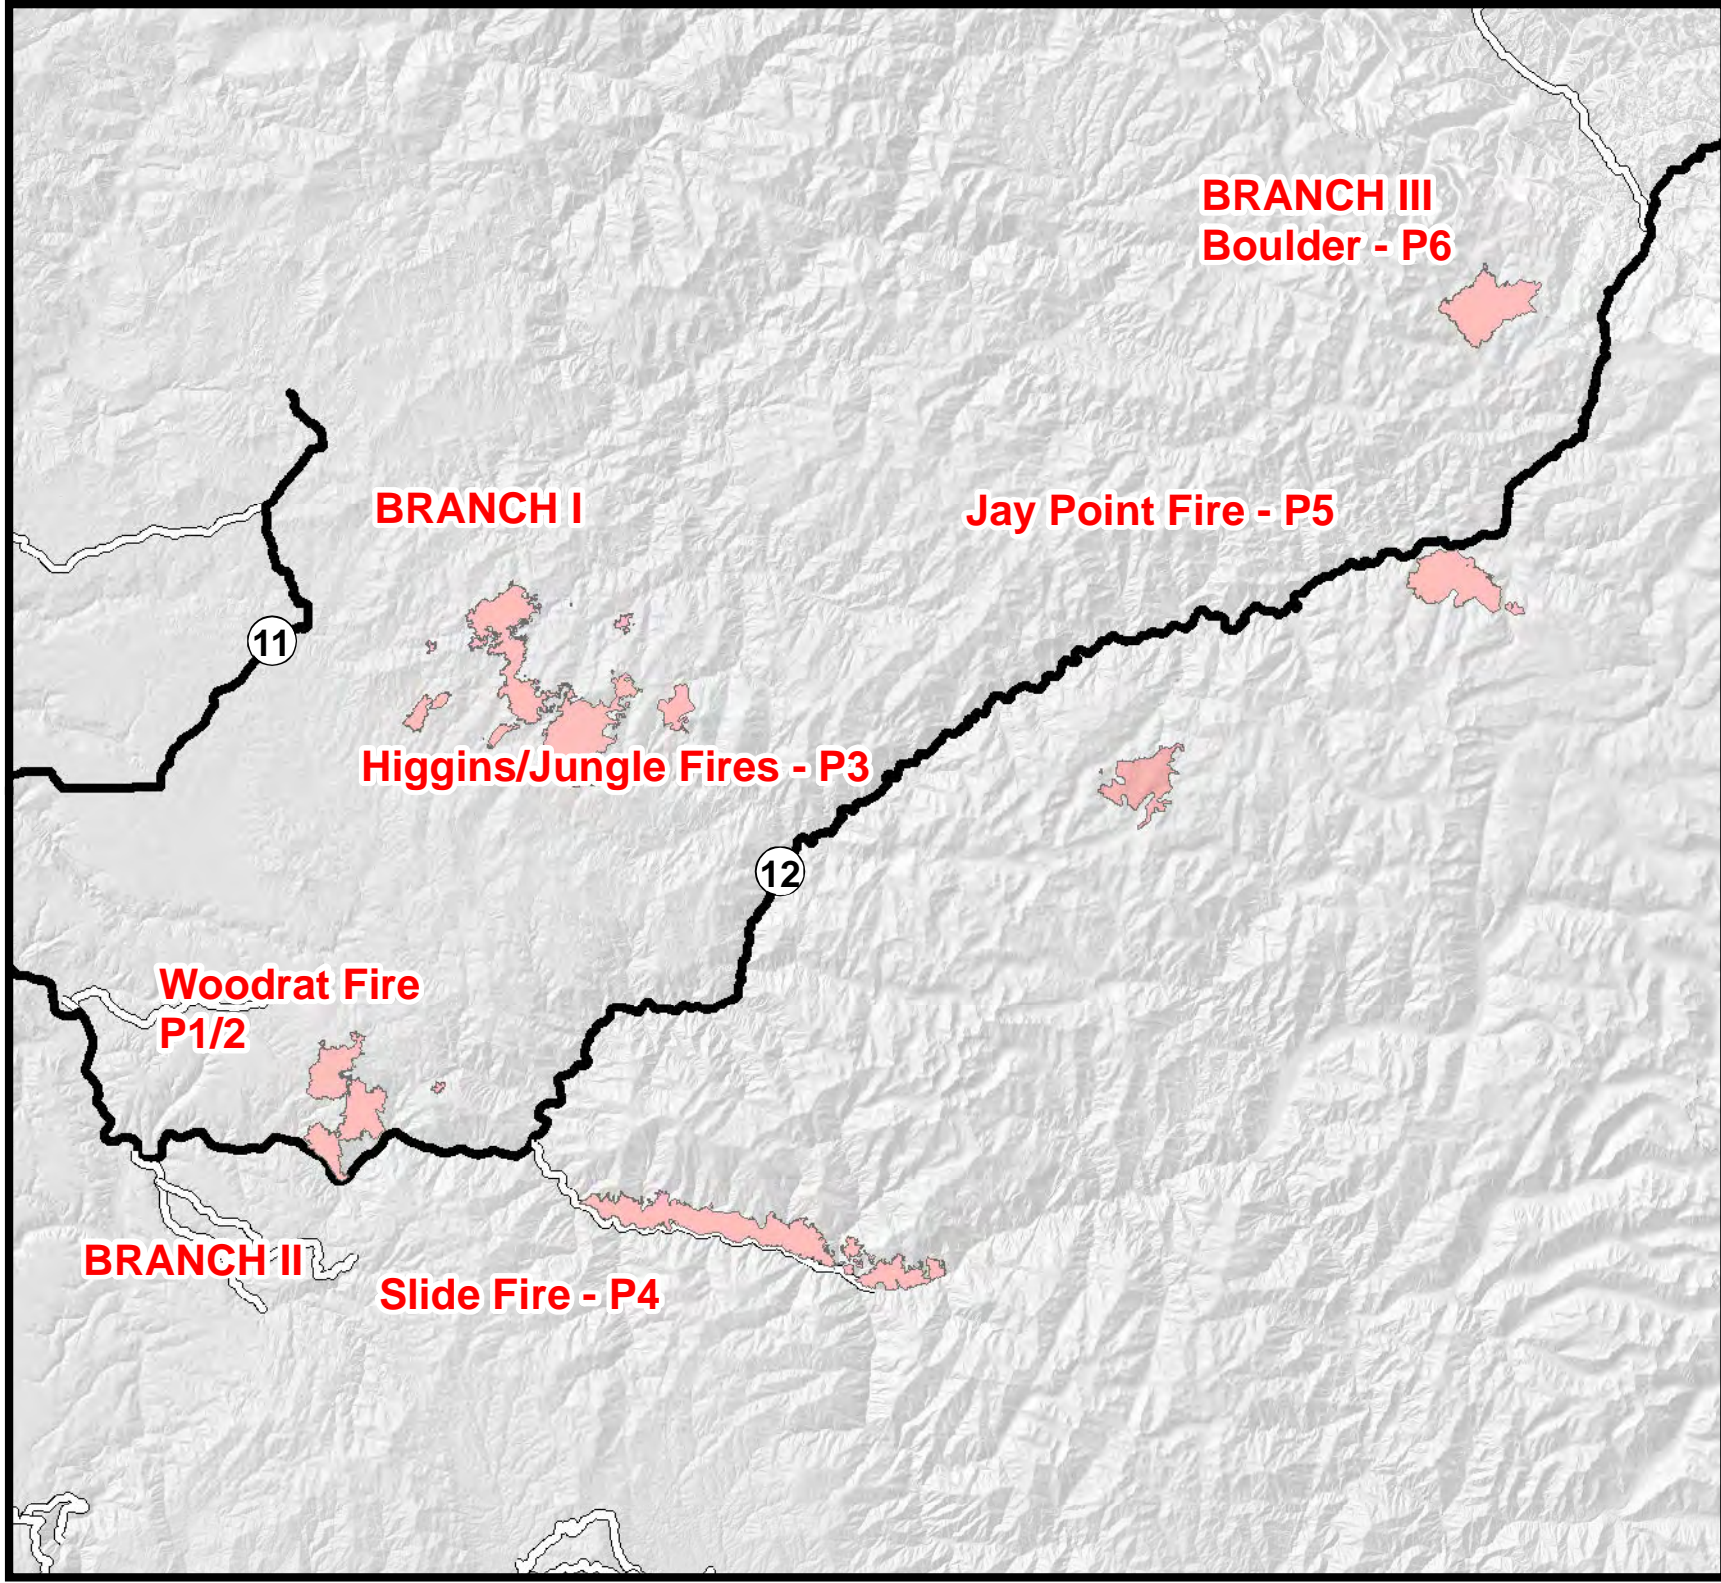 BRANCH III
Boulder - P6
BRANCH I
Jay Point Fire - P5
11
Higgins/Jungle Fires - P3
12
Woodrat Fire
P1/2
BRANCH II
Slide Fire - P4